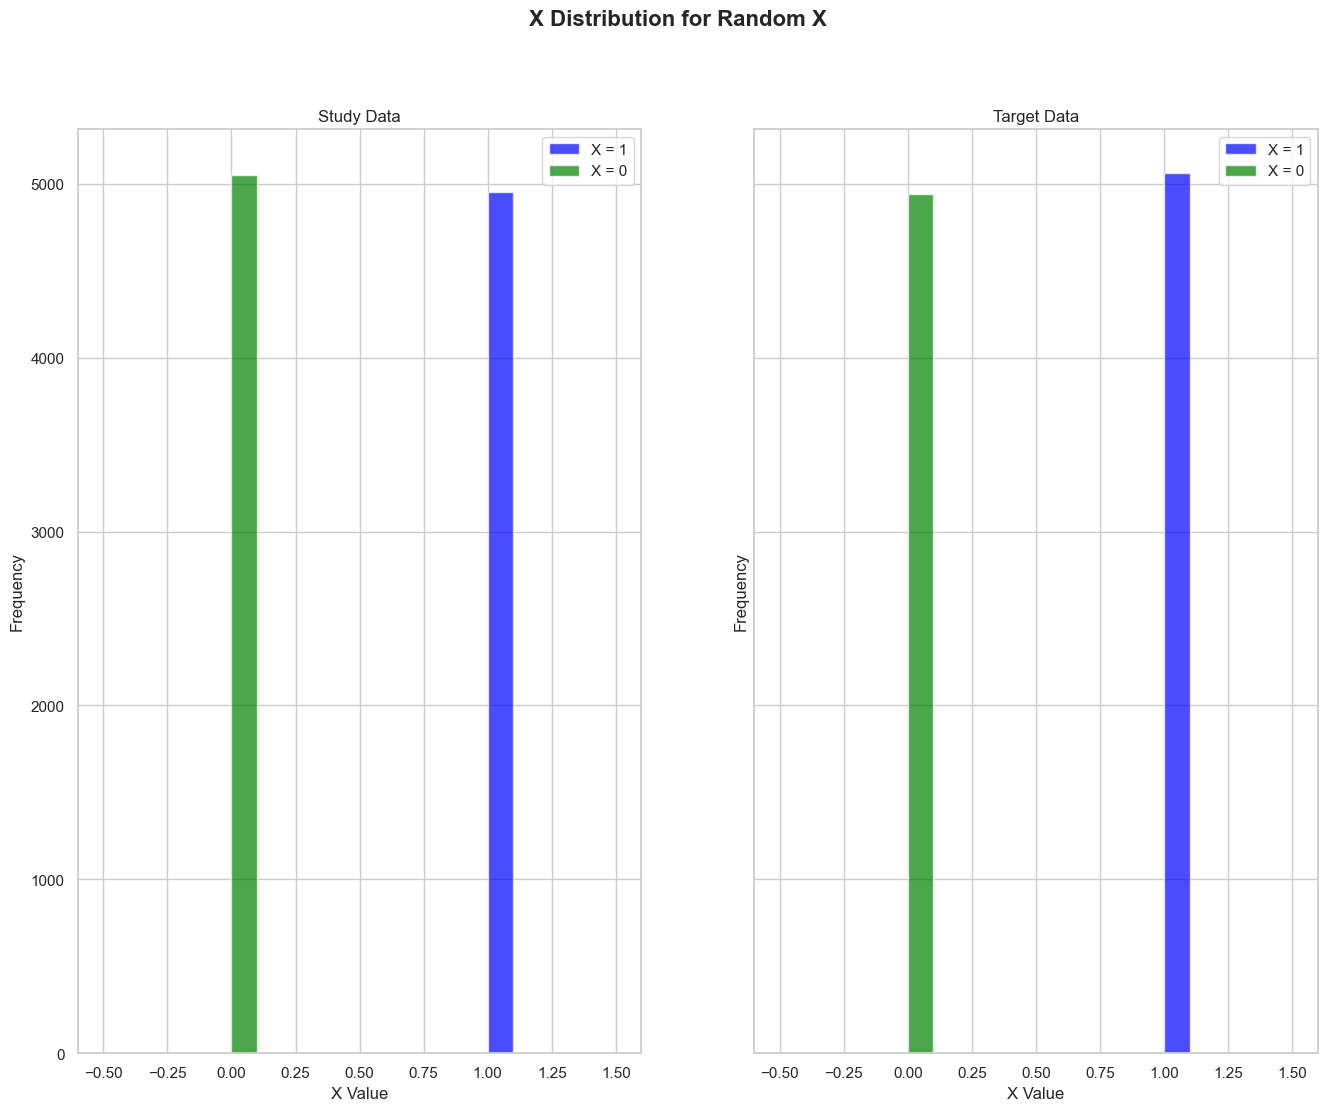 X Distribution for Random X
Study Data
X = 1
X = 0
5000
4000
3000
2000
1000
0
Frequency
−0.50 −0.25 0.00 0.25 0.50 0.75 1.00 1.25 1.50
X Value
Target Data
X = 1
X = 0
Frequency
−0.50 −0.25 0.00 0.25 0.50 0.75 1.00 1.25 1.50
X Value